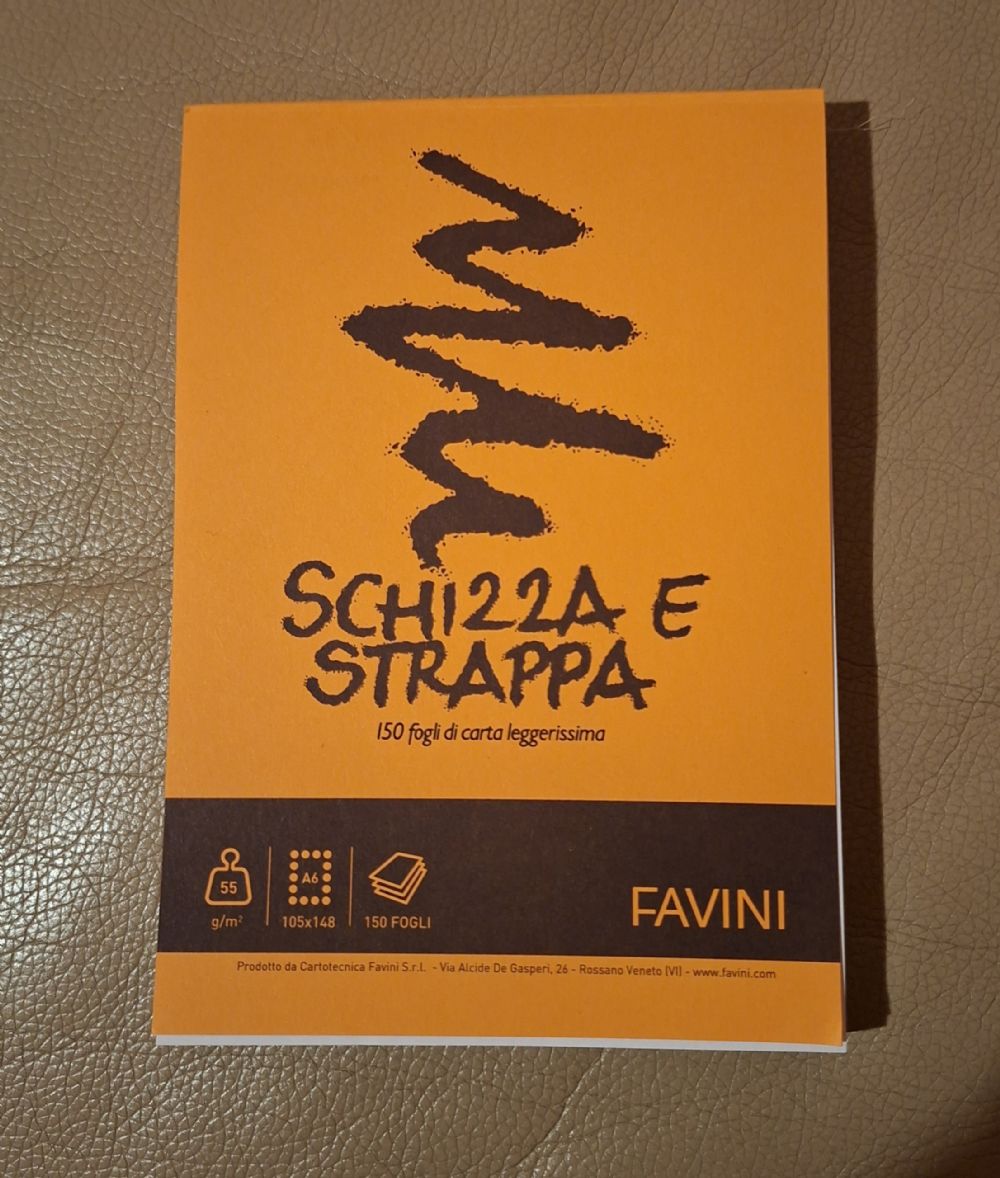 SCHIZZA E
STRAPPA
150 fogli di carta leggerissima
55
g/m²
A6
105x148
150 FOGLI
FAVINI
Prodotto da Cartotecnica Favini S.r.l. - Via Alcide De Gasperi, 26 - Rossano Veneto (VI) - www.favini.com